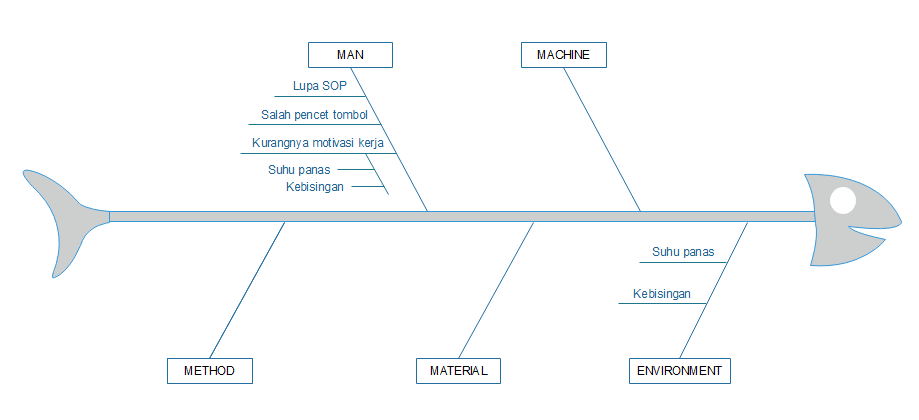 MAN
MACHINE
Lupa SOP
Salah pencet tombol
Kurangnya motivasi kerja
Suhu panas
Kebisingan
Suhu panas
Kebisingan
METHOD
MATERIAL
ENVIRONMENT